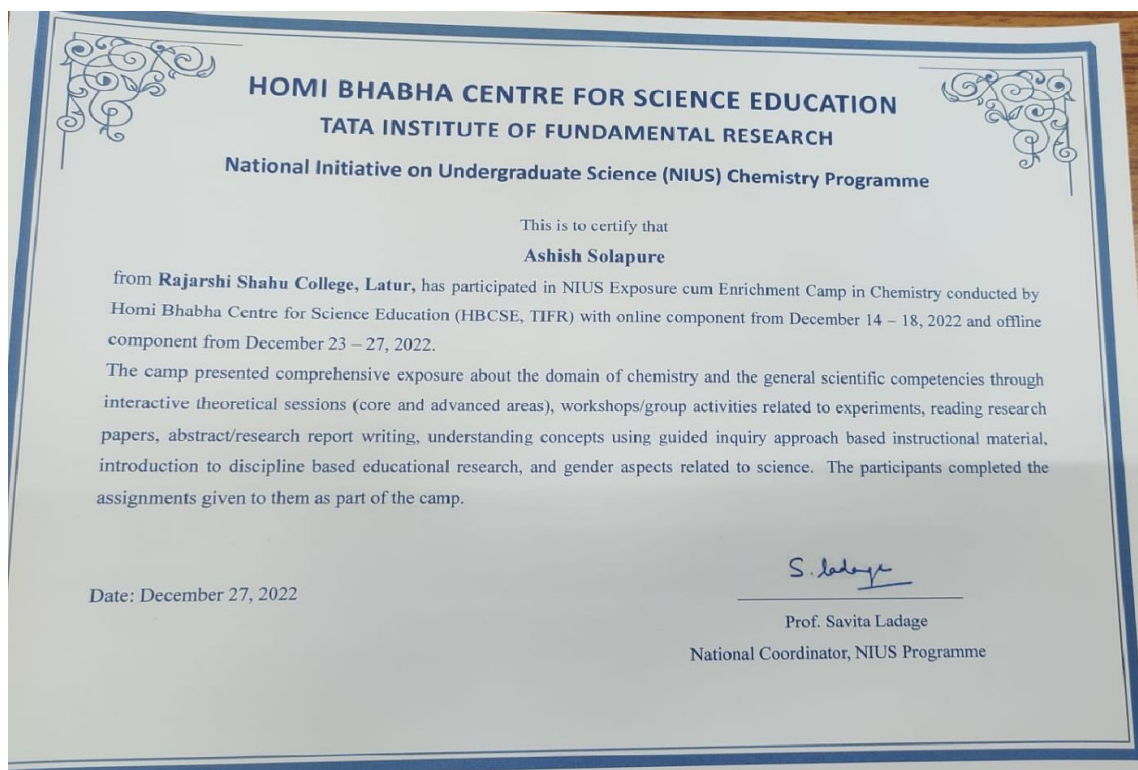 HOMI BHABHA CENTRE FOR SCIENCE EDUCATION
TATA INSTITUTE OF FUNDAMENTAL RESEARCH
National Initiative on Undergraduate Science (NIUS) Chemistry Programme
This is to certify that
Ashish Solapure
from Rajarshi Shahu College, Latur, has participated in NIUS Exposure cum Enrichment Camp in Chemistry conducted by
Homi Bhabha Centre for Science Education (HBCSE, TIFR) with online component from December 14 – 18, 2022 and offline
component from December 23 – 27, 2022.
The camp presented comprehensive exposure about the domain of chemistry and the general scientific competencies through
interactive theoretical sessions (core and advanced areas), workshops/group activities related to experiments, reading research
papers, abstract/research report writing, understanding concepts using guided inquiry approach based instructional material,
introduction to discipline based educational research, and gender aspects related to science. The participants completed the
assignments given to them as part of the camp.
S. Ladage
Date: December 27, 2022
Prof. Savita Ladage
National Coordinator, NIUS Programme